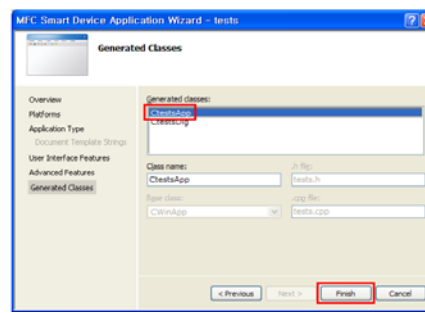 MFC Smart Device Application Wizard - tests
Generated Classes
Overview
Platforms
Application Type
Document Template Strings
User Interface Features
Advanced Features
Generated Classes
Generated classes:
CtestsApp
CtestsDlg
Class name:
.h file:
CtestsApp
tests.h
Base class:
.cpp file:
CWinApp
tests.cpp
< Previous
Next >
Finish
Cancel